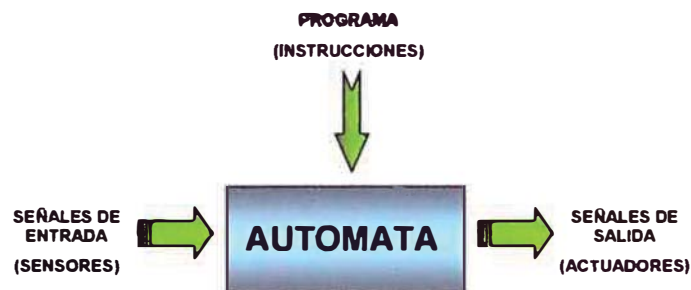 PROGRAMA
(INSTRUCCIONES)
SEÑALES DE
ENTRADA
(SENSORES)
AUTOMATA
SEÑALES DE
SALIDA
(ACTUADORES)